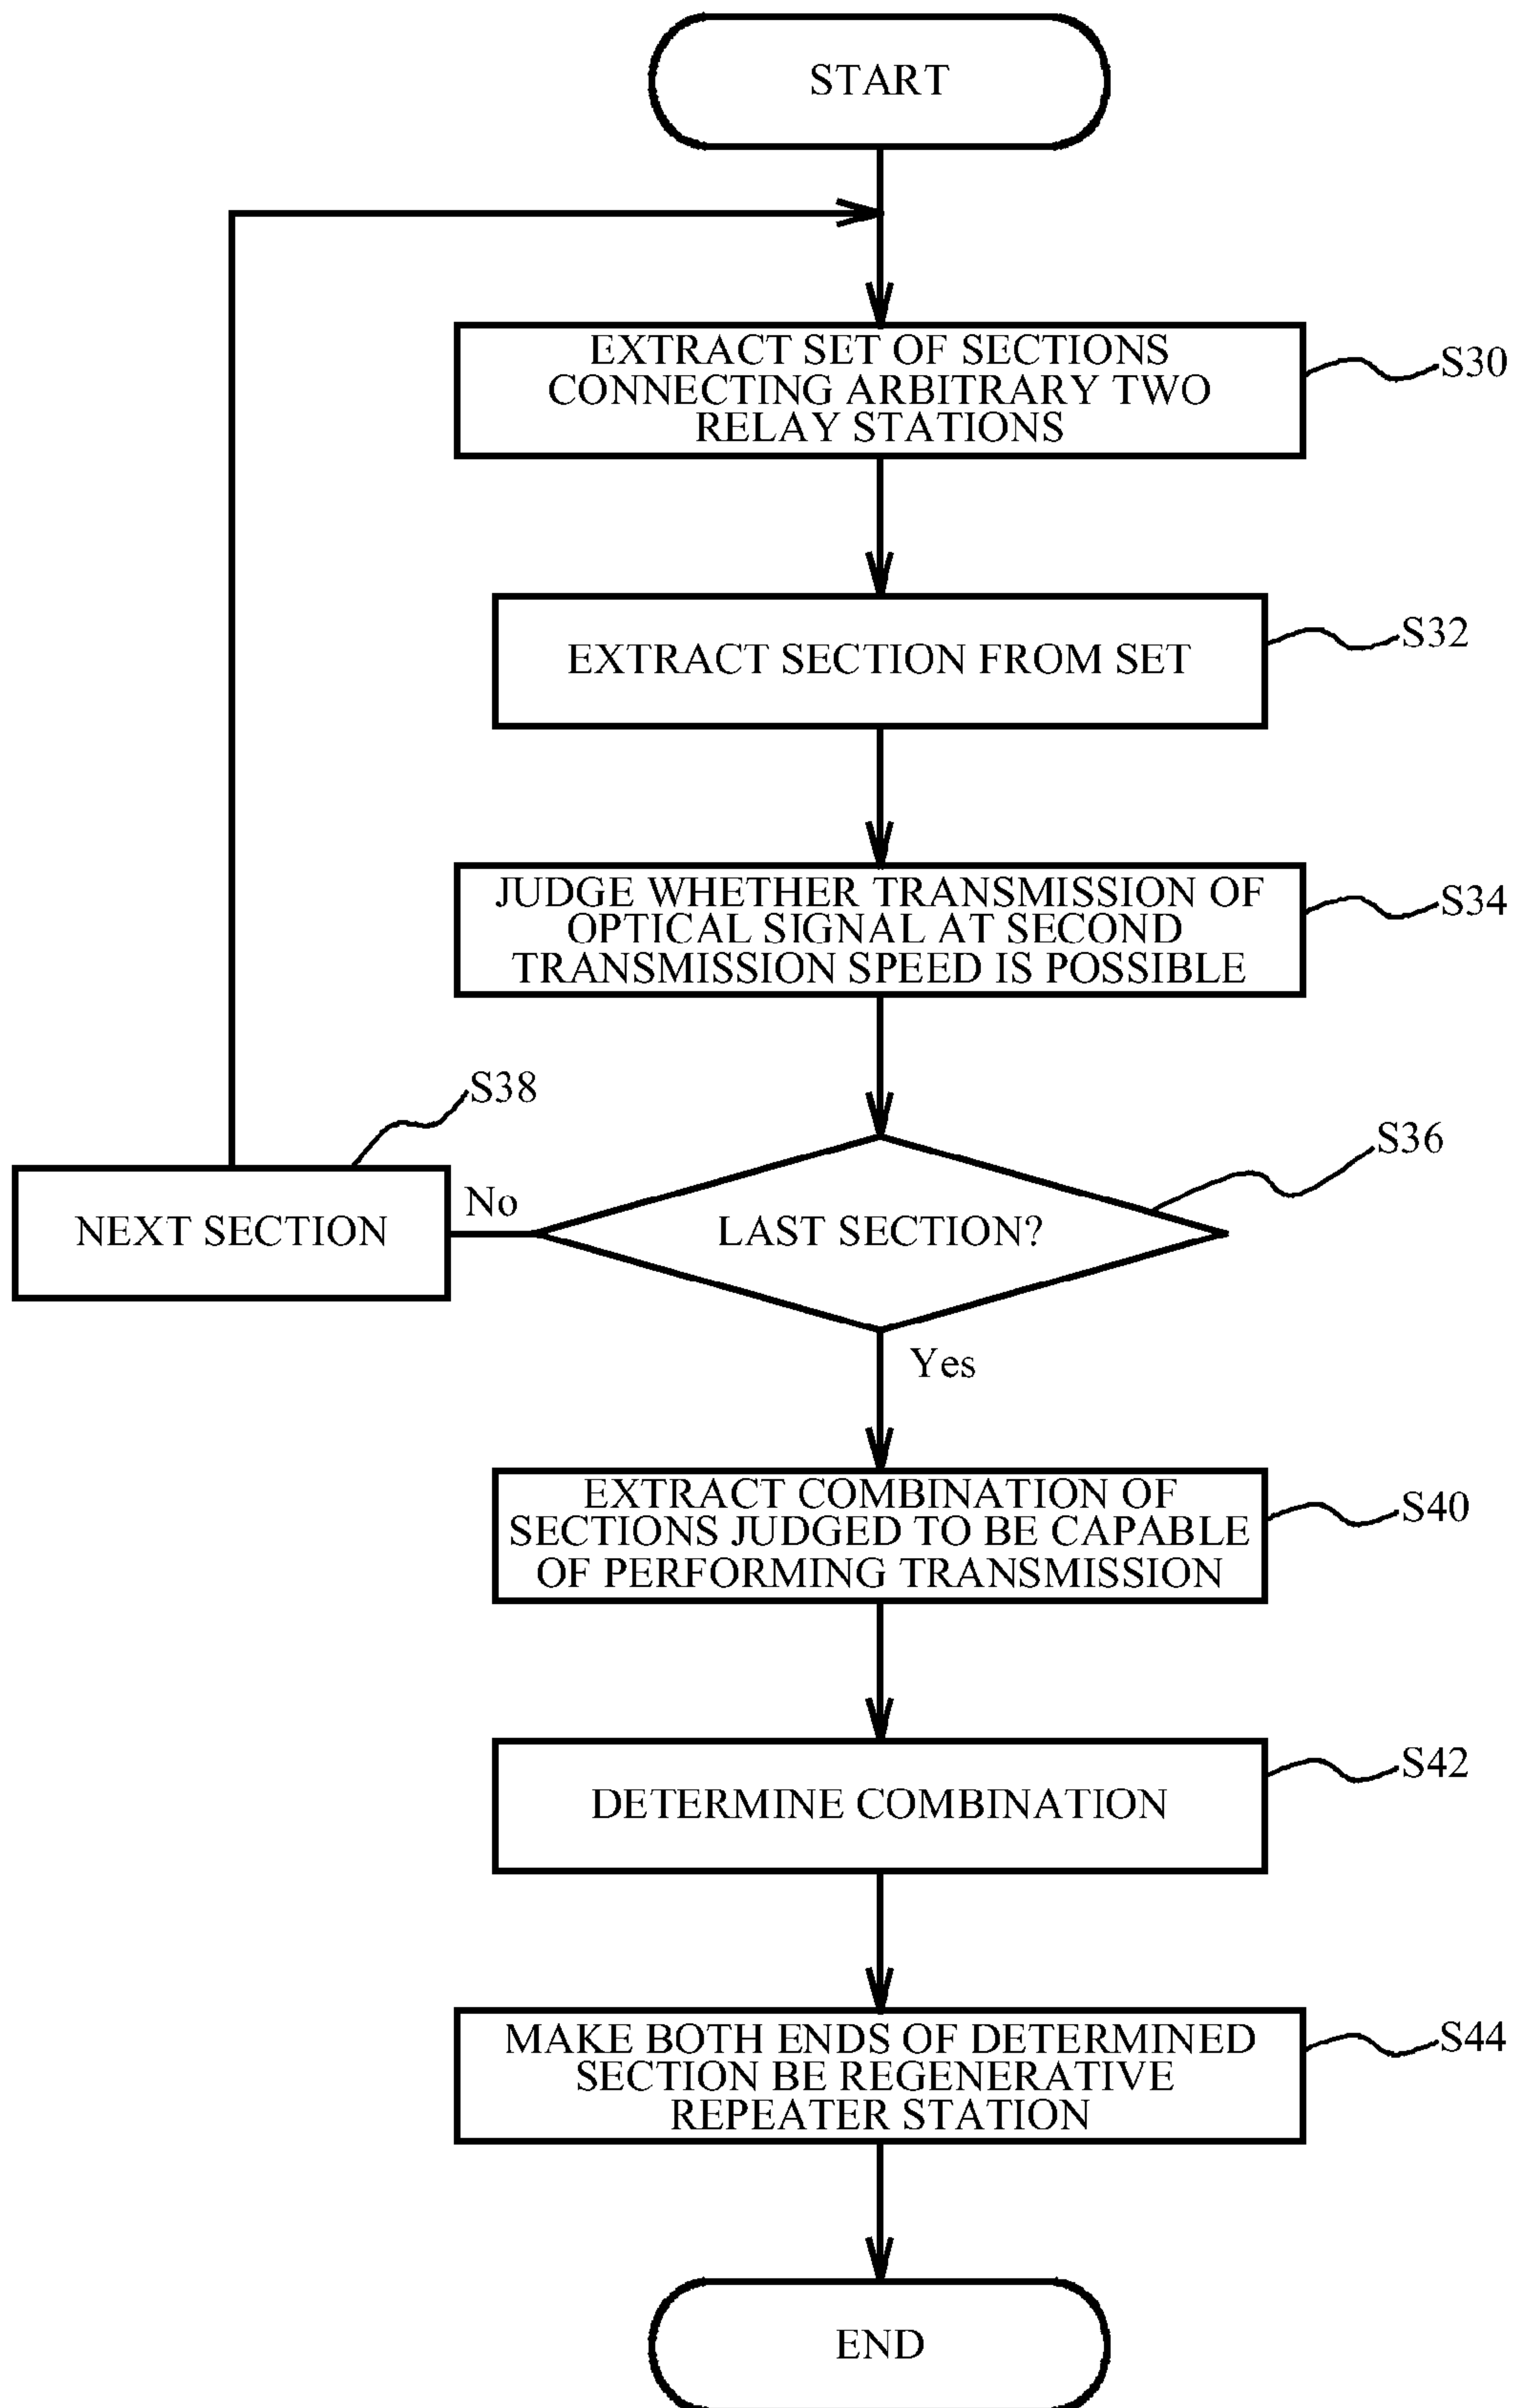 START
EXTRACT SET OF SECTIONS
CONNECTING ARBITRARY TWO
RELAY STATIONS
S30
EXTRACT SECTION FROM SET
S32
JUDGE WHETHER TRANSMISSION OF
OPTICAL SIGNAL AT SECOND
TRANSMISSION SPEED IS POSSIBLE
S34
S38
NEXT SECTION
No
LAST SECTION?
S36
Yes
EXTRACT COMBINATION OF
SECTIONS JUDGED TO BE CAPABLE
OF PERFORMING TRANSMISSION
S40
DETERMINE COMBINATION
S42
MAKE BOTH ENDS OF DETERMINED
SECTION BE REGENERATIVE
REPEATER STATION
S44
END